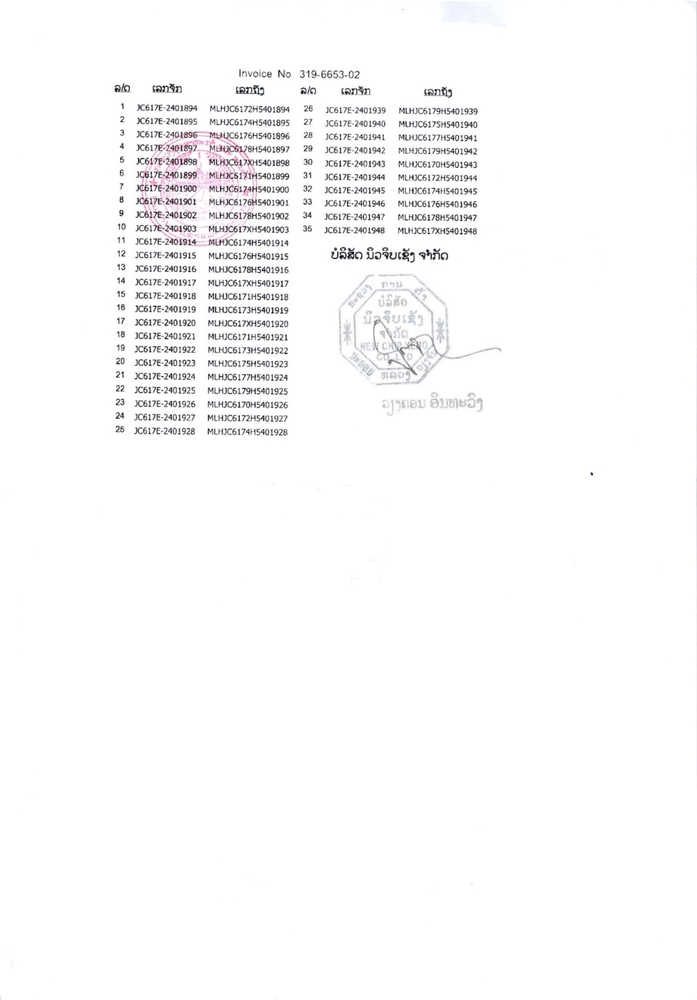 Invoice No. 319-6653-02
ລ/ດ ເລກຈັກ ເລກຖັງ ລ/ດ ເລກຈັກ ເລກຖັງ
1 JC617E-2401894 MLHJC6172H5401894 26 JC617E-2401939 MLHJC6179H5401939
2 JC617E-2401895 MLHJC6174H5401895 27 JC617E-2401940 MLHJC6175H5401940
3 JC617E-2401896 MLHJC6176H5401896 28 JC617E-2401941 MLHJC6177H5401941
4 JC617E-2401897 MLHJC6178H5401897 29 JC617E-2401942 MLHJC6179H5401942
5 JC617E-2401898 MLHJC617XH5401898 30 JC617E-2401943 MLHJC6170H5401943
6 JC617E-2401899 MLHJC6171H5401899 31 JC617E-2401944 MLHJC6172H5401944
7 JC617E-2401900 MLHJC6174H5401900 32 JC617E-2401945 MLHJC6174H5401945
8 JC617E-2401901 MLHJC6176H5401901 33 JC617E-2401946 MLHJC6176H5401946
9 JC617E-2401902 MLHJC6178H5401902 34 JC617E-2401947 MLHJC6178H5401947
10 JC617E-2401903 MLHJC617XH5401903 35 JC617E-2401948 MLHJC617XH5401948
11 JC617E-2401914 MLHJC6174H5401914
12 JC617E-2401915 MLHJC6176H5401915
13 JC617E-2401916 MLHJC6178H5401916
14 JC617E-2401917 MLHJC617XH5401917
15 JC617E-2401918 MLHJC6171H5401918
16 JC617E-2401919 MLHJC6173H5401919
17 JC617E-2401920 MLHJC617XH5401920
18 JC617E-2401921 MLHJC6171H5401921
19 JC617E-2401922 MLHJC6173H5401922
20 JC617E-2401923 MLHJC6175H5401923
21 JC617E-2401924 MLHJC6177H5401924
22 JC617E-2401925 MLHJC6179H5401925
23 JC617E-2401926 MLHJC6170H5401926
24 JC617E-2401927 MLHJC6172H5401927
25 JC617E-2401928 MLHJC6174H5401928
ບໍລິສັດ ນິວຈິບເຊັງ ຈໍາກັດ
ບໍລິສັດ
ນິວຈິບເຊັງ
ຈໍາກັດ
NEW CHIP XENG
CO.,LTD
ວຽງຄອນ ອິນທະວົງ